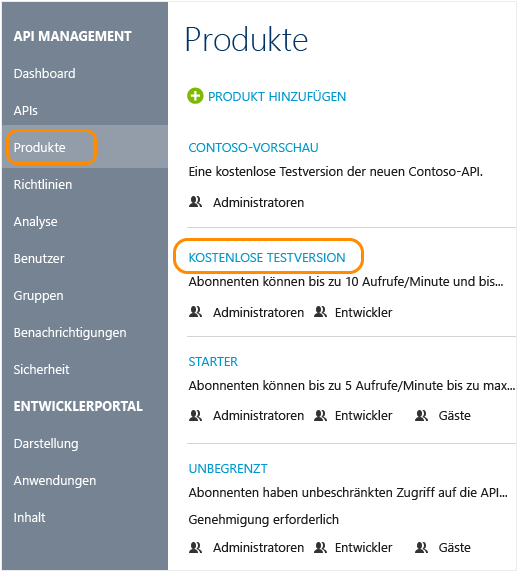 API MANAGEMENT
Dashboard
APIs
Produkte
Richtlinien
Analyse
Benutzer
Gruppen
Benachrichtigungen
Sicherheit
ENTWICKLERPORTAL
Darstellung
Anwendungen
Inhalt
Produkte
PRODUKT HINZUFÜGEN
CONTOSO-VORSCHAU
Eine kostenlose Testversion der neuen Contoso-API.
Administratoren
KOSTENLOSE TESTVERSION
Abonnenten können bis zu 10 Aufrufe/Minute und bis...
Administratoren Entwickler
STARTER
Abonnenten können bis zu 5 Aufrufe/Minute bis zu max...
Administratoren Entwickler Gäste
UNBEGRENZT
Abonnenten haben unbeschränkten Zugriff auf die API...
Genehmigung erforderlich
Administratoren Entwickler Gäste